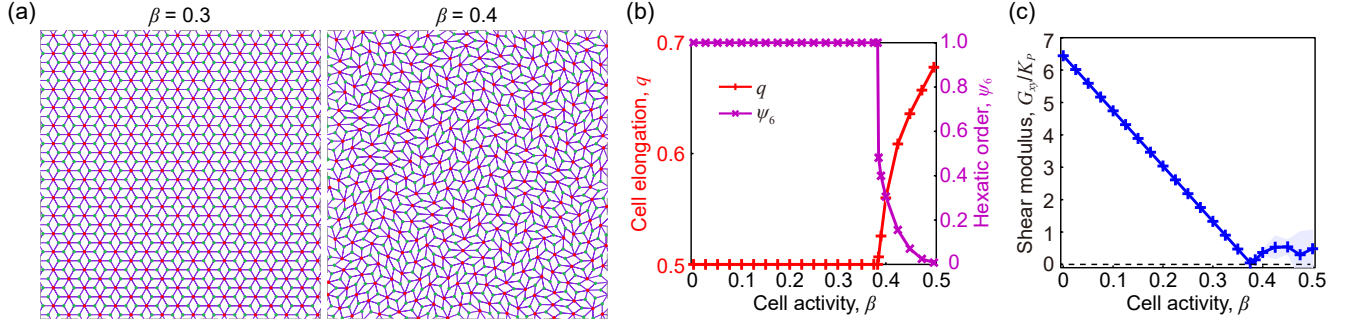 (a)
β = 0.3
β = 0.4
(b)
Cell elongation, q
0.7
0.6
0.5
q
ψ₆
1.0
0.8
0.6
0.4
0.2
0
Hexatic order, ψ₆
0 0.1 0.2 0.3 0.4 0.5
Cell activity, β
(c)
Shear modulus, Gxy/KP
7
6
5
4
3
2
1
0
0 0.1 0.2 0.3 0.4 0.5
Cell activity, β